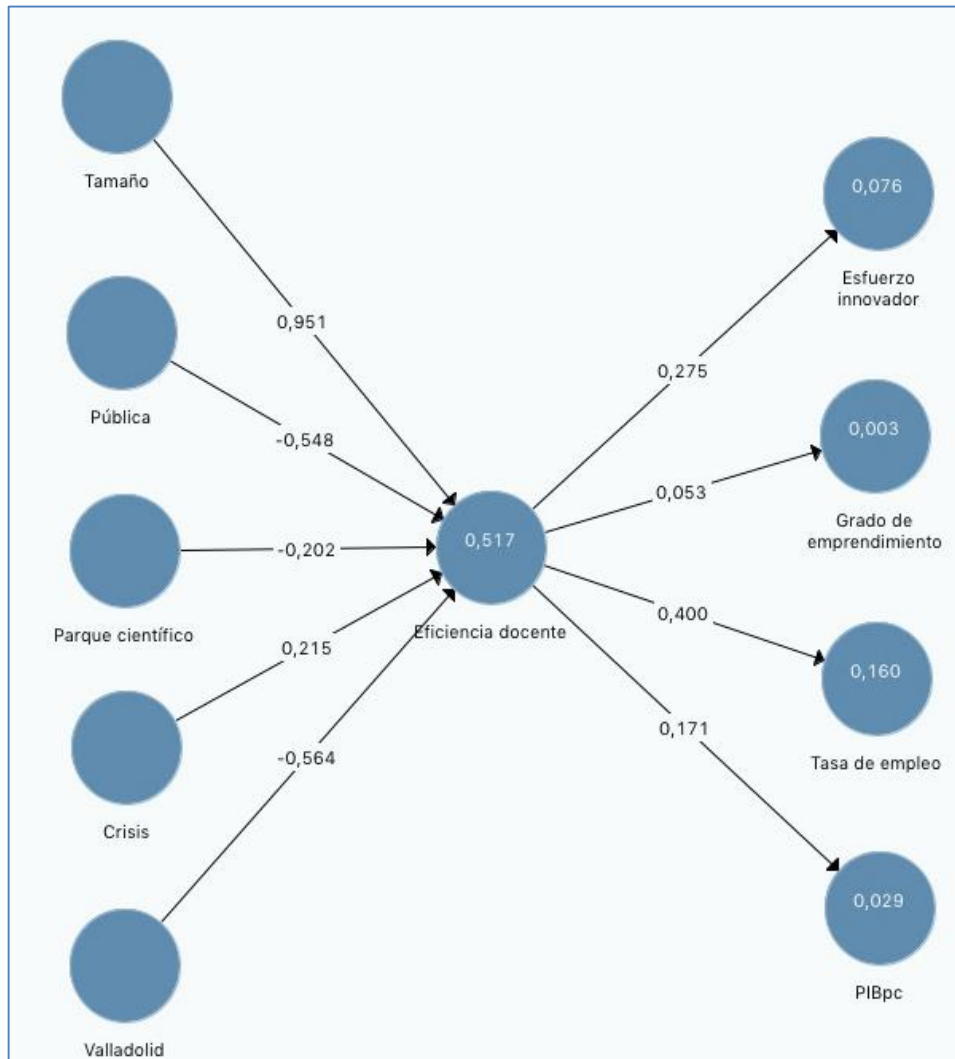 Tamaño
0,951
Pública
-0,548
Parque científico
-0,202
Crisis
0,215
Valladolid
-0,564
0,517
Eficiencia docente
0,275
0,076
Esfuerzo
innovador
0,053
0,003
Grado de
emprendimiento
0,400
0,160
Tasa de empleo
0,171
0,029
PIBpc